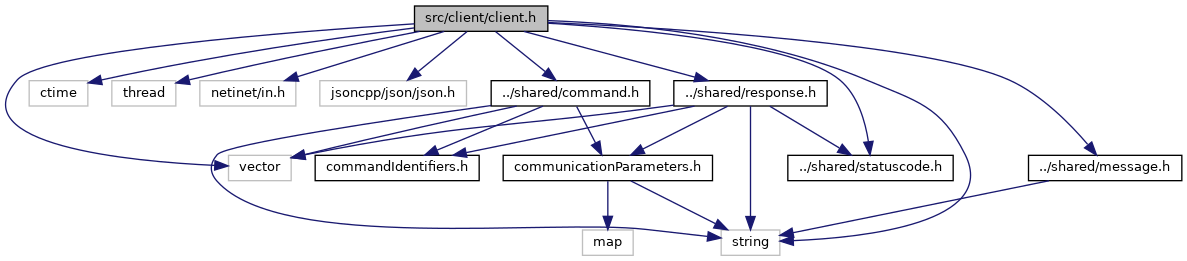 src/client/client.h
ctime
thread
netinet/in.h
jsoncpp/json/json.h
../shared/command.h
../shared/response.h
vector
commandIdentifiers.h
communicationParameters.h
../shared/statuscode.h
../shared/message.h
map
string